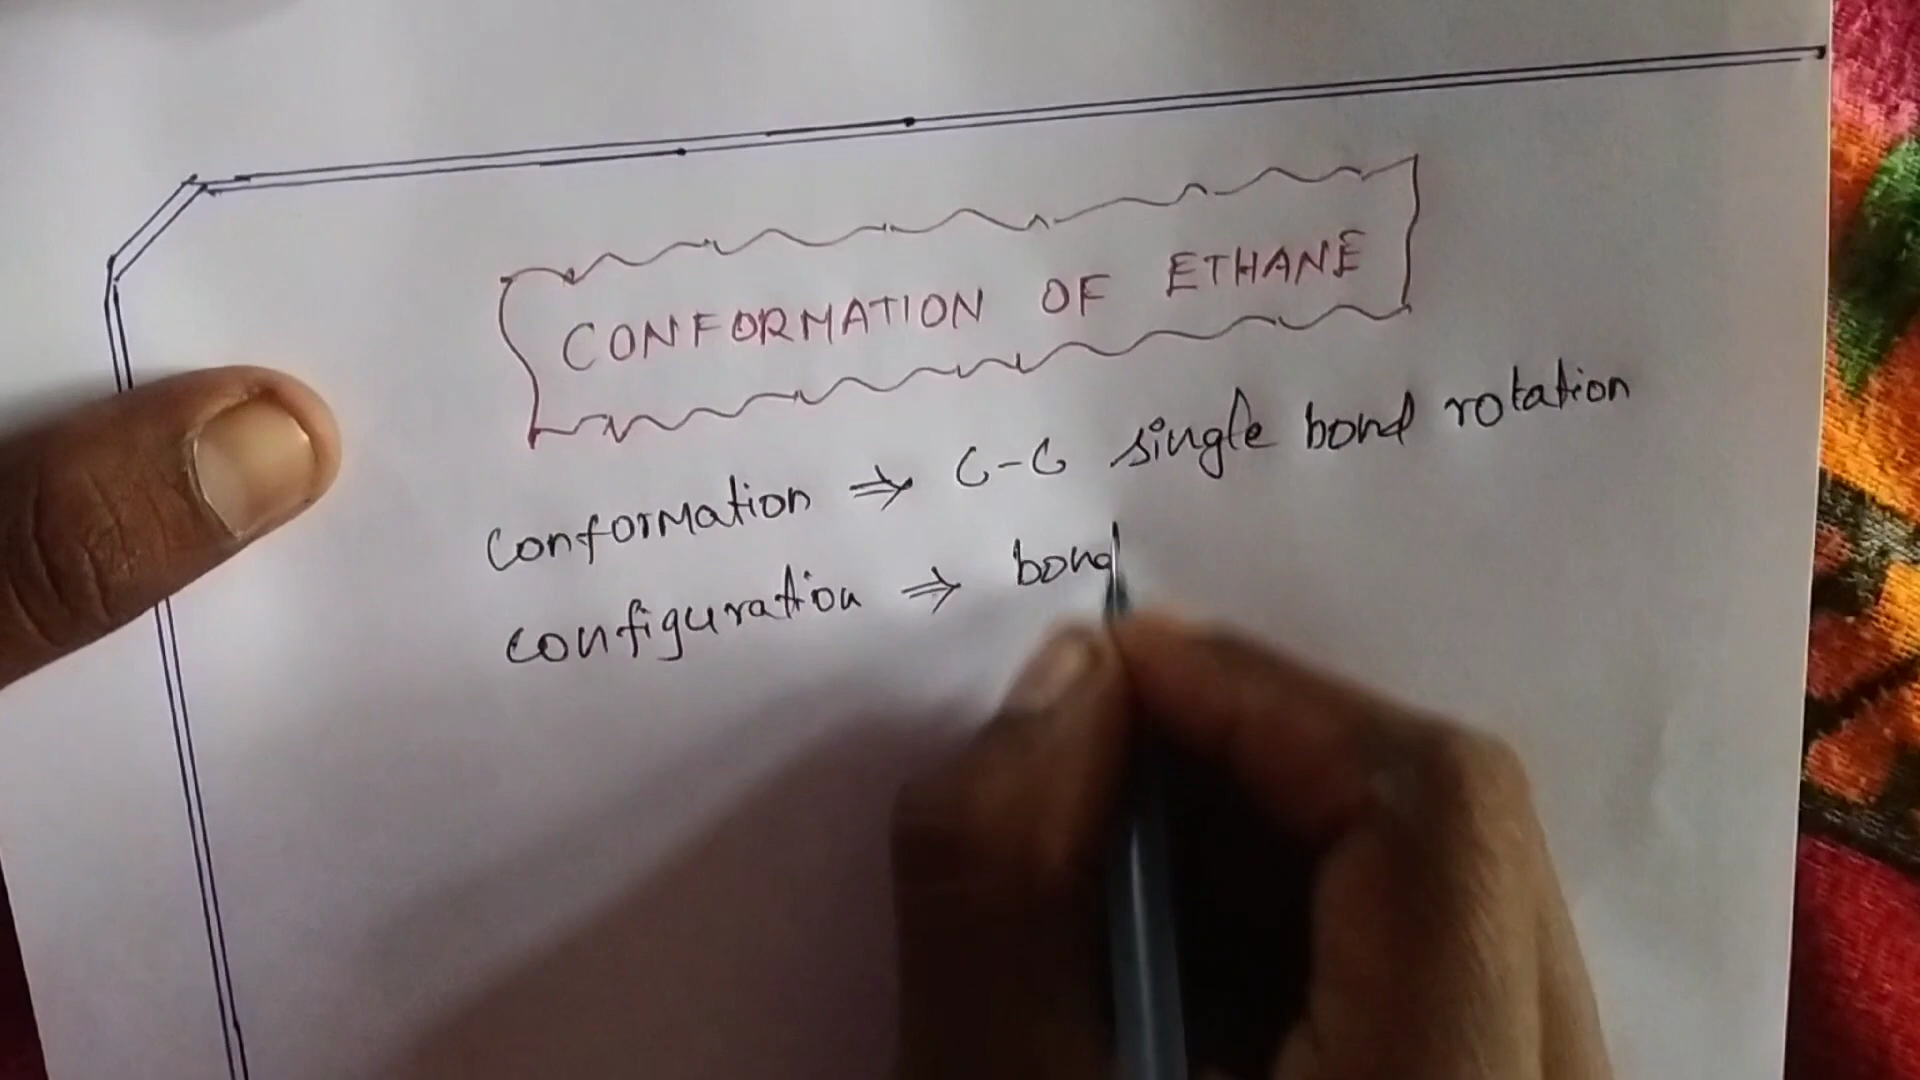 CONFORMATION OF ETHANE
conformation ⇒ C-C single bond rotation
configuration ⇒ bond